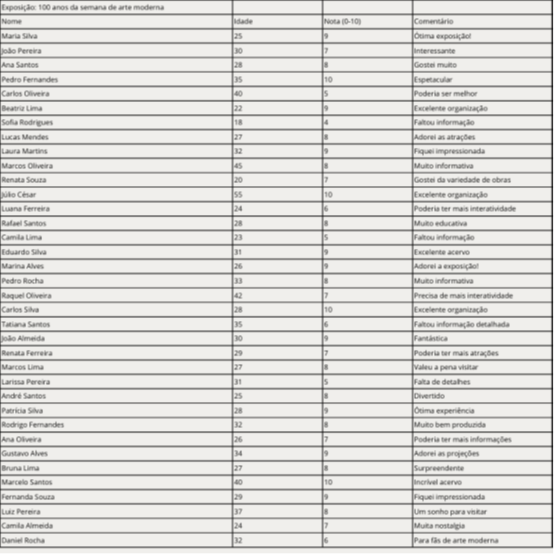 Exposição: 100 anos da semana de arte moderna
Nome Idade Nota (0-10) Comentário
Maria Silva 25 9 Ótima exposição!
João Pereira 30 7 Interessante
Ana Santos 28 8 Gostei muito
Pedro Fernandes 35 10 Espetacular
Carlos Oliveira 40 5 Poderia ser melhor
Beatriz Lima 22 9 Excelente organização
Sofia Rodrigues 18 4 Faltou informação
Lucas Mendes 27 8 Adorei as atrações
Laura Martins 32 9 Fiquei impressionada
Marcos Oliveira 45 8 Muito informativa
Renata Souza 20 7 Gostei da variedade de obras
Júlio César 55 10 Excelente organização
Luana Ferreira 24 6 Poderia ter mais interatividade
Rafael Santos 28 8 Muito educativa
Camila Lima 23 5 Faltou informação
Eduardo Silva 31 9 Excelente acervo
Marina Alves 26 9 Adorei a exposição!
Pedro Rocha 33 8 Muito informativa
Raquel Oliveira 42 7 Precisa de mais interatividade
Carlos Silva 28 10 Excelente organização
Tatiana Santos 35 6 Faltou informação detalhada
João Almeida 30 9 Fantástica
Renata Ferreira 29 7 Poderia ter mais atrações
Marcos Lima 27 8 Valeu a pena visitar
Larissa Pereira 31 5 Falta de detalhes
André Santos 25 8 Divertido
Patrícia Silva 28 9 Ótima experiência
Rodrigo Fernandes 32 8 Muito bem produzida
Ana Oliveira 26 7 Poderia ter mais informações
Gustavo Alves 34 9 Adorei as projeções
Bruna Lima 27 8 Surpreendente
Marcelo Santos 40 10 Incrível acervo
Fernanda Souza 29 9 Fiquei impressionada
Luiz Pereira 37 8 Um sonho para visitar
Camila Almeida 24 7 Muita nostalgia
Daniel Rocha 32 6 Para fãs de arte moderna